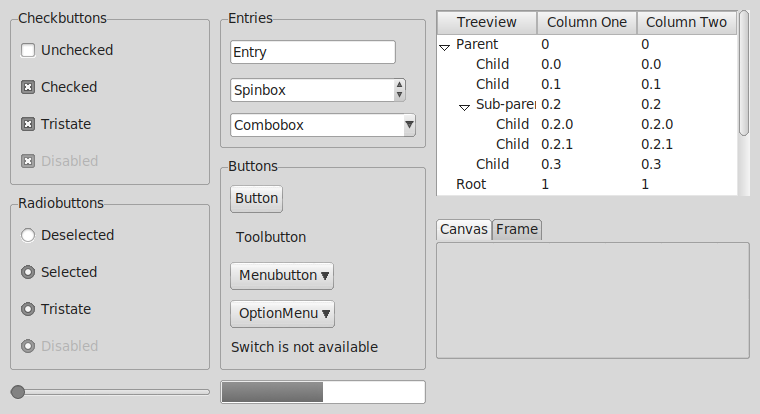 Checkbuttons
Unchecked
Checked
Tristate
Disabled
Radiobuttons
Deselected
Selected
Tristate
Disabled
Entries
Entry
Spinbox
Combobox
Buttons
Button
Toolbutton
Menubutton
OptionMenu
Switch is not available
Treeview Column One Column Two
Parent 0 0
Child 0.0 0.0
Child 0.1 0.1
Sub-parer 0.2 0.2
Child 0.2.0 0.2.0
Child 0.2.1 0.2.1
Child 0.3 0.3
Root 1 1
Canvas Frame